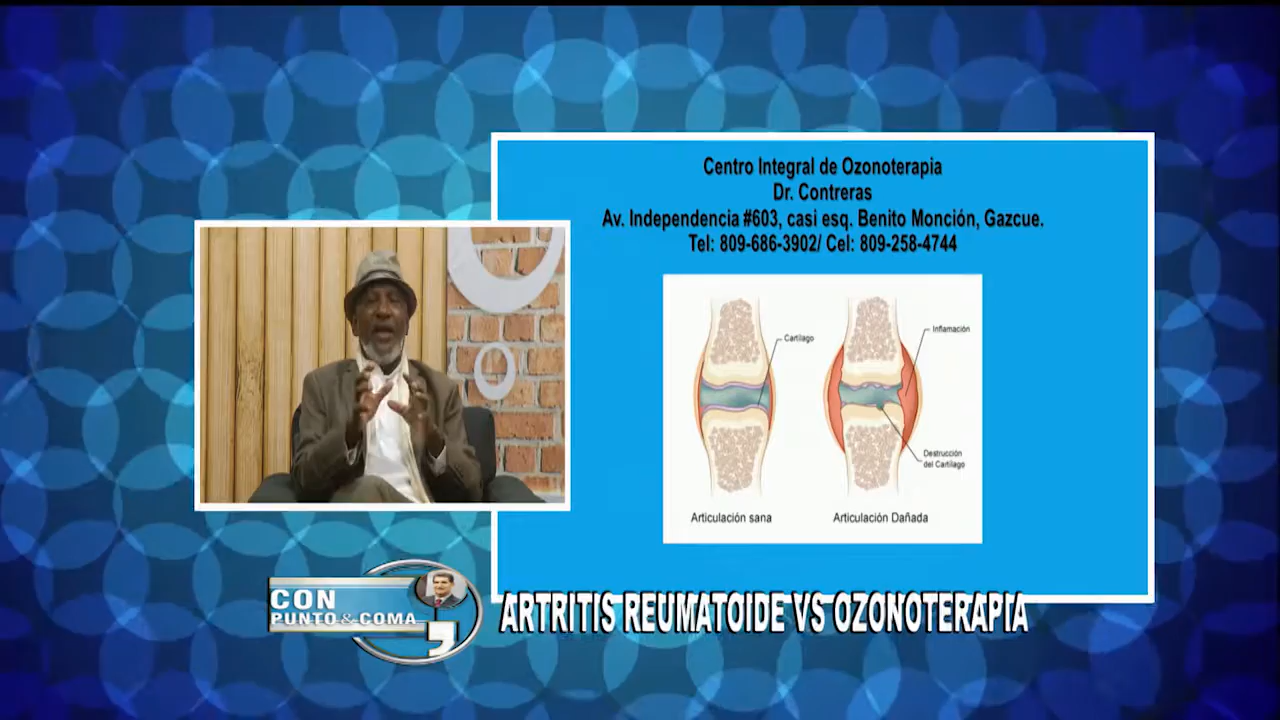 Centro Integral de Ozonoterapia
Dr. Contreras
Av. Independencia #603, casi esq. Benito Monción, Gazcue.
Tel: 809-686-3902/ Cel: 809-258-4744
Cartílago
Inflamación
Destrucción
del Cartílago
Articulación sana
Articulación Dañada
CON
PUNTO & COMA
ARTRITIS REUMATOIDE VS OZONOTERAPIA